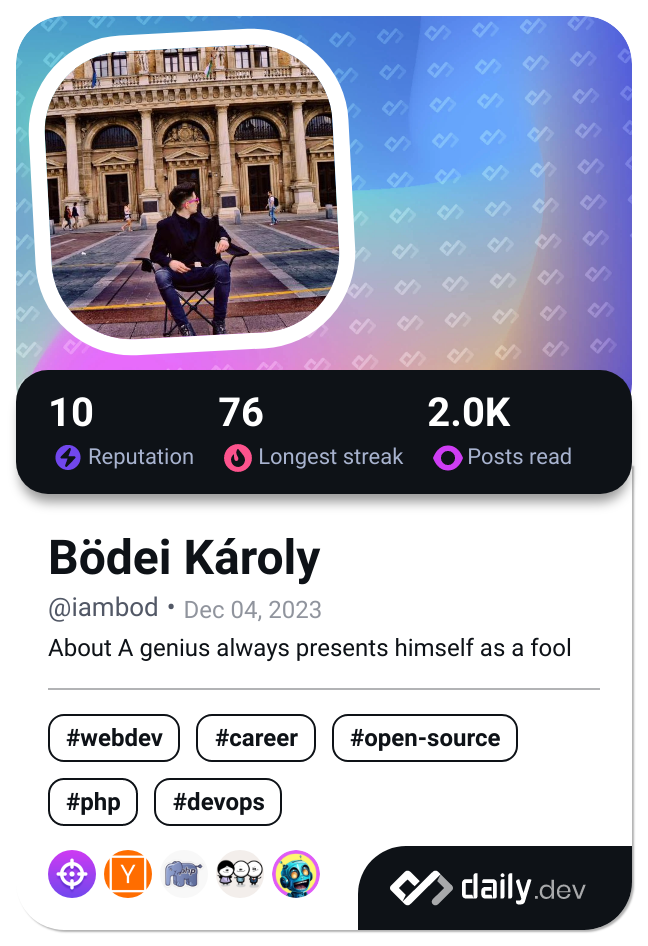 10 76 2.0K
Reputation Longest streak Posts read
Bödei Károly
@iambod • Dec 04, 2023
About A genius always presents himself as a fool
#webdev #career #open-source
#php #devops
Y php
daily.dev